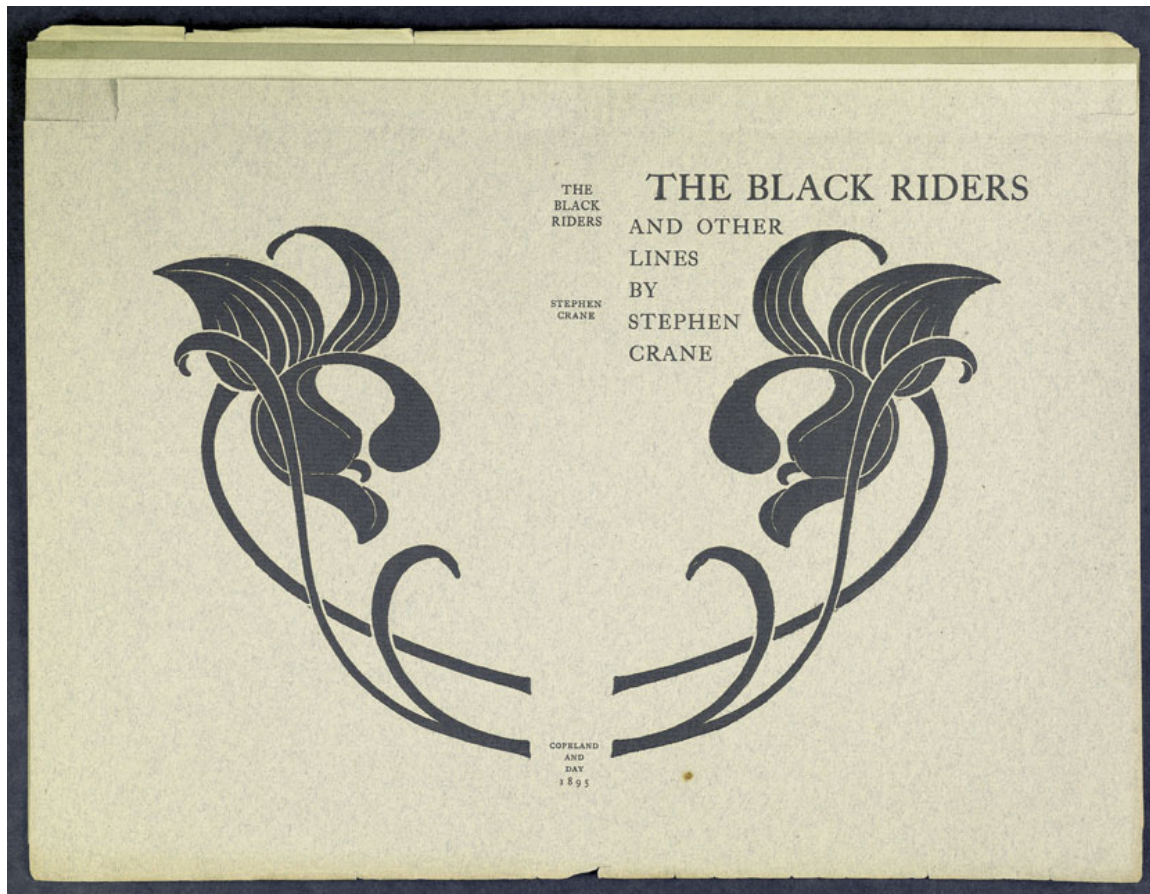 THE
BLACK
RIDERS
STEPHEN
CRANE
COPELAND
AND
DAY
1895
THE BLACK RIDERS
AND OTHER
LINES
BY
STEPHEN
CRANE